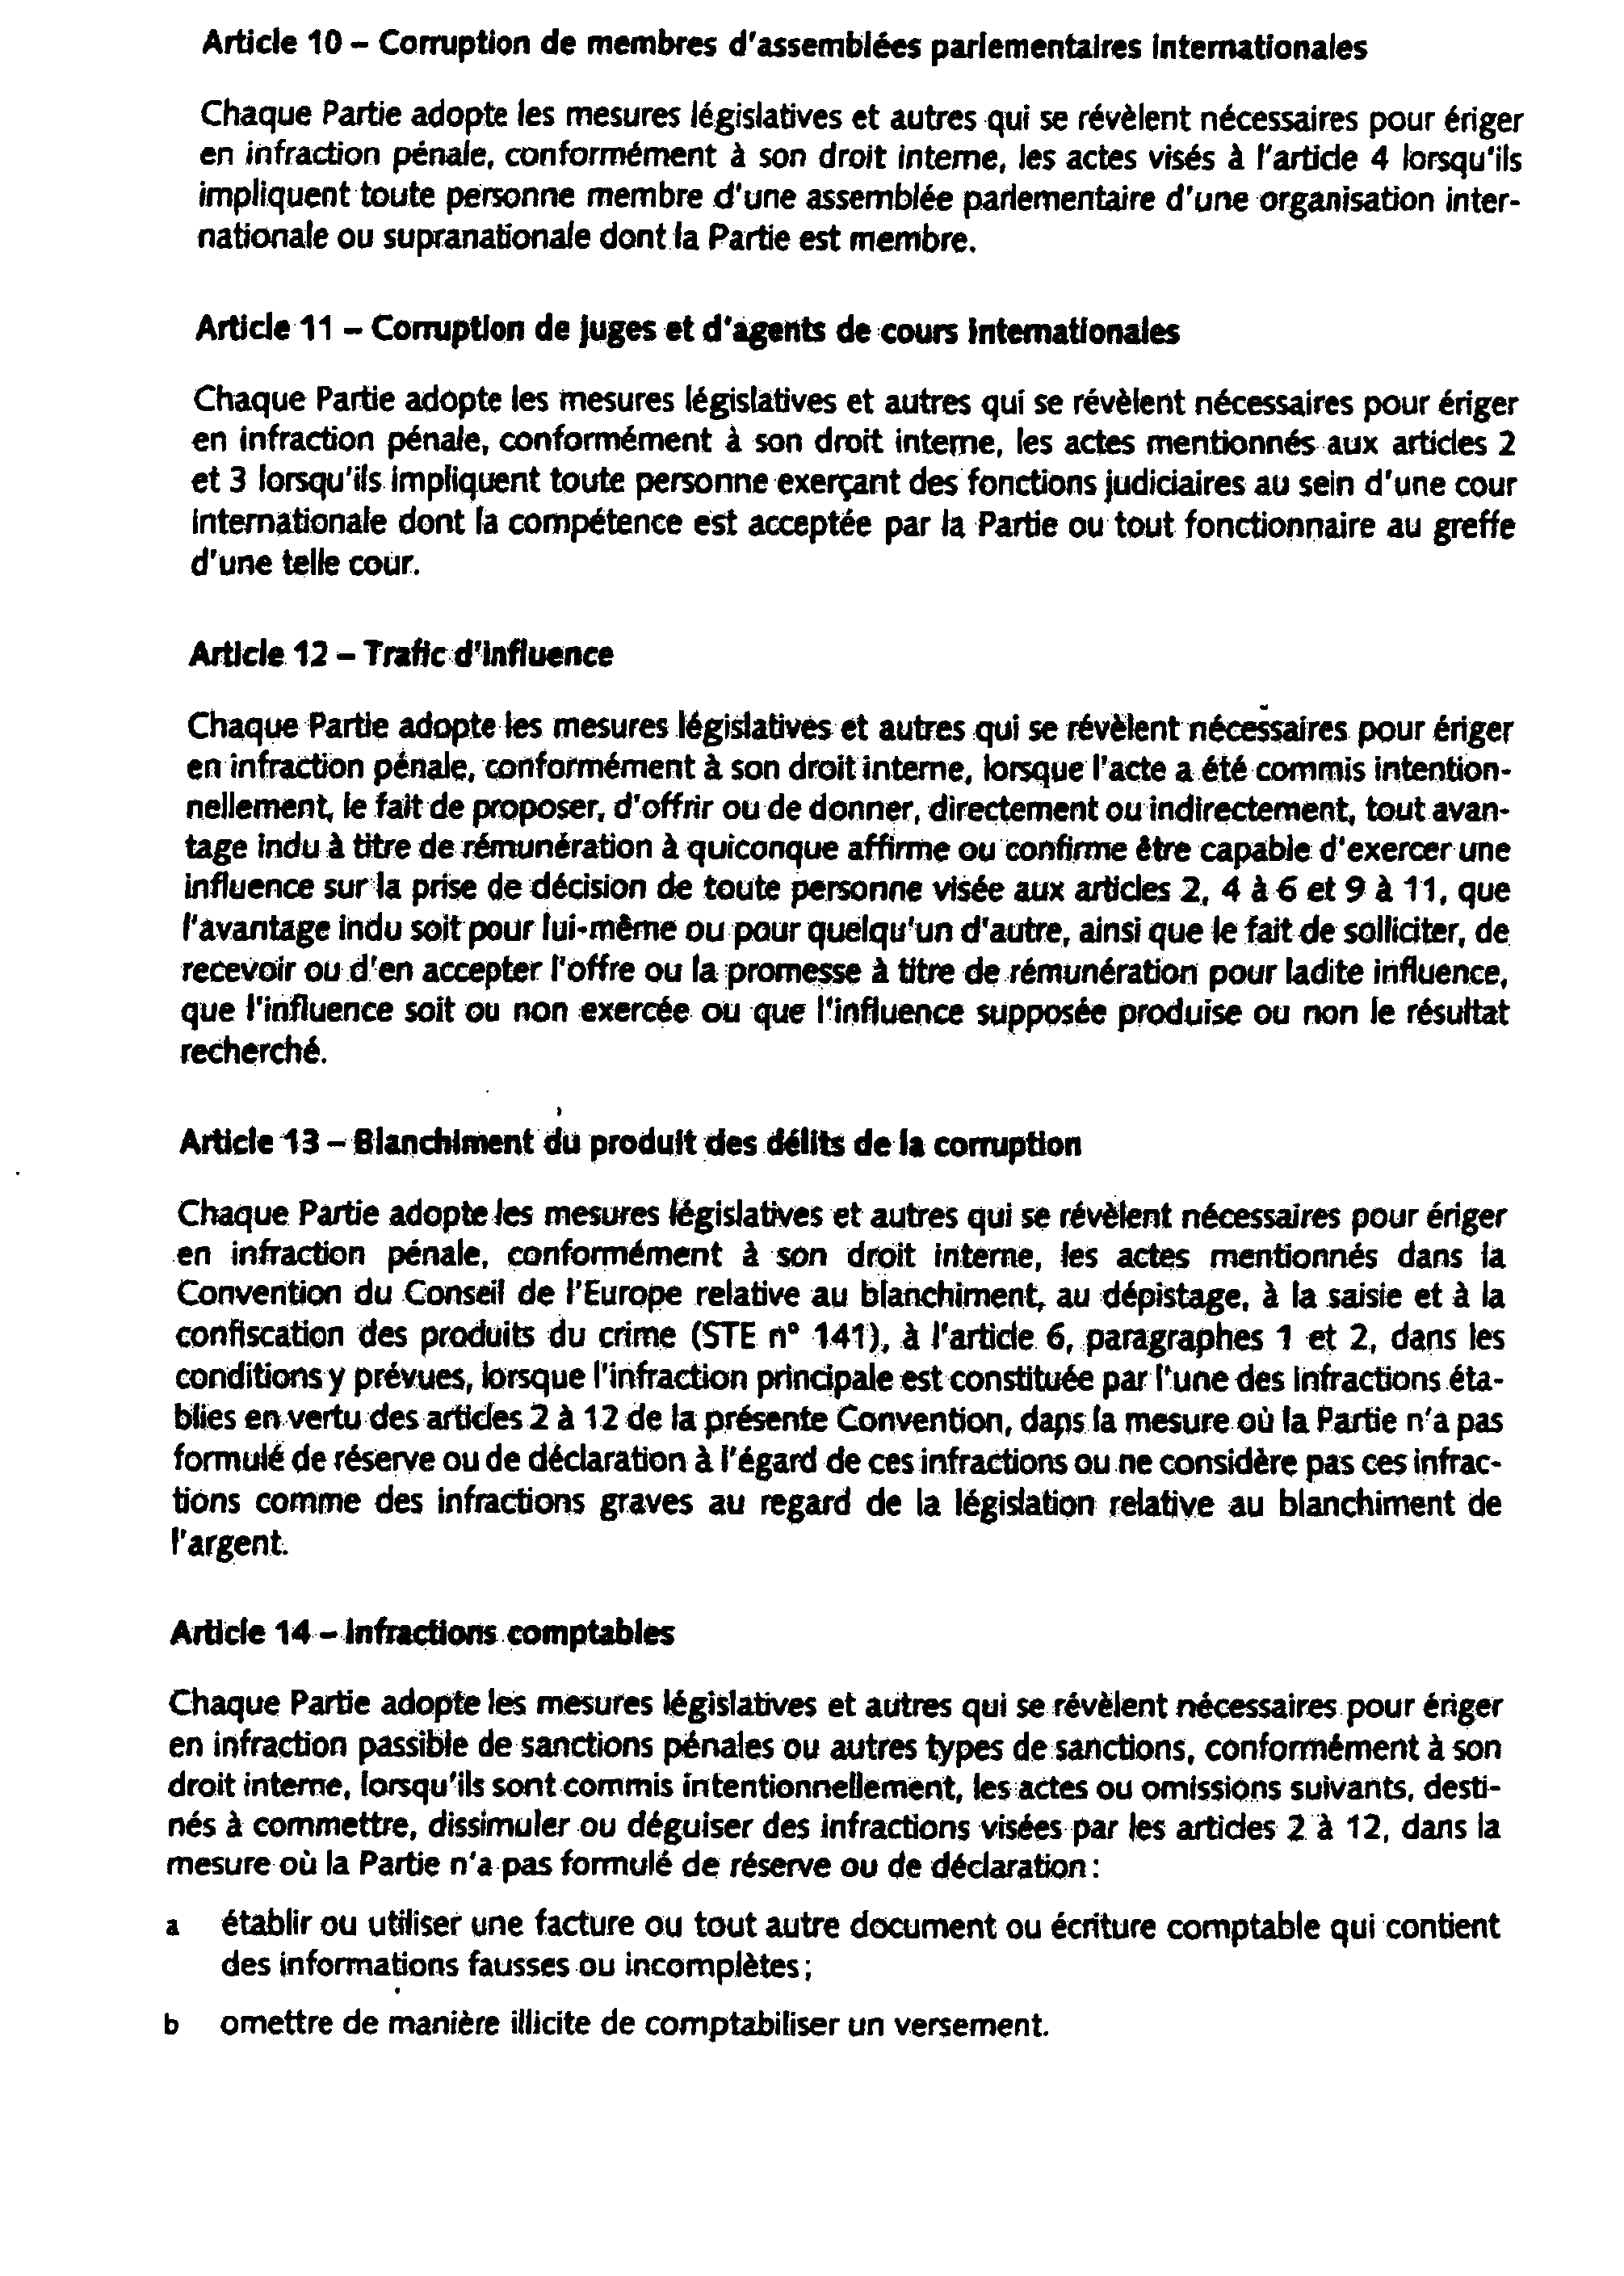 Article 10 – Corruption de membres d'assemblées parlementaires internationales
Chaque Partie adopte les mesures législatives et autres qui se révèlent nécessaires pour ériger
en infraction pénale, conformément à son droit interne, les actes visés à l'article 4 lorsqu'ils
impliquent toute personne membre d'une assemblée parlementaire d'une organisation inter-
nationale ou supranationale dont la Partie est membre.
Article 11 – Corruption de juges et d'agents de cours internationales
Chaque Partie adopte les mesures législatives et autres qui se révèlent nécessaires pour ériger
en infraction pénale, conformément à son droit interne, les actes mentionnés aux articles 2
et 3 lorsqu'ils impliquent toute personne exerçant des fonctions judiciaires au sein d'une cour
internationale dont la compétence est acceptée par la Partie ou tout fonctionnaire au greffe
d'une telle cour.
Article 12 – Trafic d'influence
Chaque Partie adopte les mesures législatives et autres qui se révèlent nécessaires pour ériger
en infraction pénale, conformément à son droit interne, lorsque l'acte a été commis intention-
nellement, le fait de proposer, d'offrir ou de donner, directement ou indirectement, tout avan-
tage indu à titre de rémunération à quiconque affirme ou confirme être capable d'exercer une
influence sur la prise de décision de toute personne visée aux articles 2, 4 à 6 et 9 à 11, que
l'avantage indu soit pour lui-même ou pour quelqu'un d'autre, ainsi que le fait de solliciter, de
recevoir ou d'en accepter l'offre ou la promesse à titre de rémunération pour ladite influence,
que l'influence soit ou non exercée ou que l'influence supposée produise ou non le résultat
recherché.
Article 13 – Blanchiment du produit des délits de la corruption
Chaque Partie adopte les mesures législatives et autres qui se révèlent nécessaires pour ériger
en infraction pénale, conformément à son droit interne, les actes mentionnés dans la
Convention du Conseil de l'Europe relative au blanchiment, au dépistage, à la saisie et à la
confiscation des produits du crime (STE n° 141), à l'article 6, paragraphes 1 et 2, dans les
conditions y prévues, lorsque l'infraction principale est constituée par l'une des infractions éta-
blies en vertu des articles 2 à 12 de la présente Convention, dans la mesure où la Partie n'a pas
formulé de réserve ou de déclaration à l'égard de ces infractions ou ne considère pas ces infrac-
tions comme des infractions graves au regard de la législation relative au blanchiment de
l'argent.
Article 14 – Infractions comptables
Chaque Partie adopte les mesures législatives et autres qui se révèlent nécessaires pour ériger
en infraction passible de sanctions pénales ou autres types de sanctions, conformément à son
droit interne, lorsqu'ils sont commis intentionnellement, les actes ou omissions suivants, desti-
nés à commettre, dissimuler ou déguiser des infractions visées par les articles 2 à 12, dans la
mesure où la Partie n'a pas formulé de réserve ou de déclaration :
a établir ou utiliser une facture ou tout autre document ou écriture comptable qui contient
des informations fausses ou incomplètes ;
b omettre de manière illicite de comptabiliser un versement.